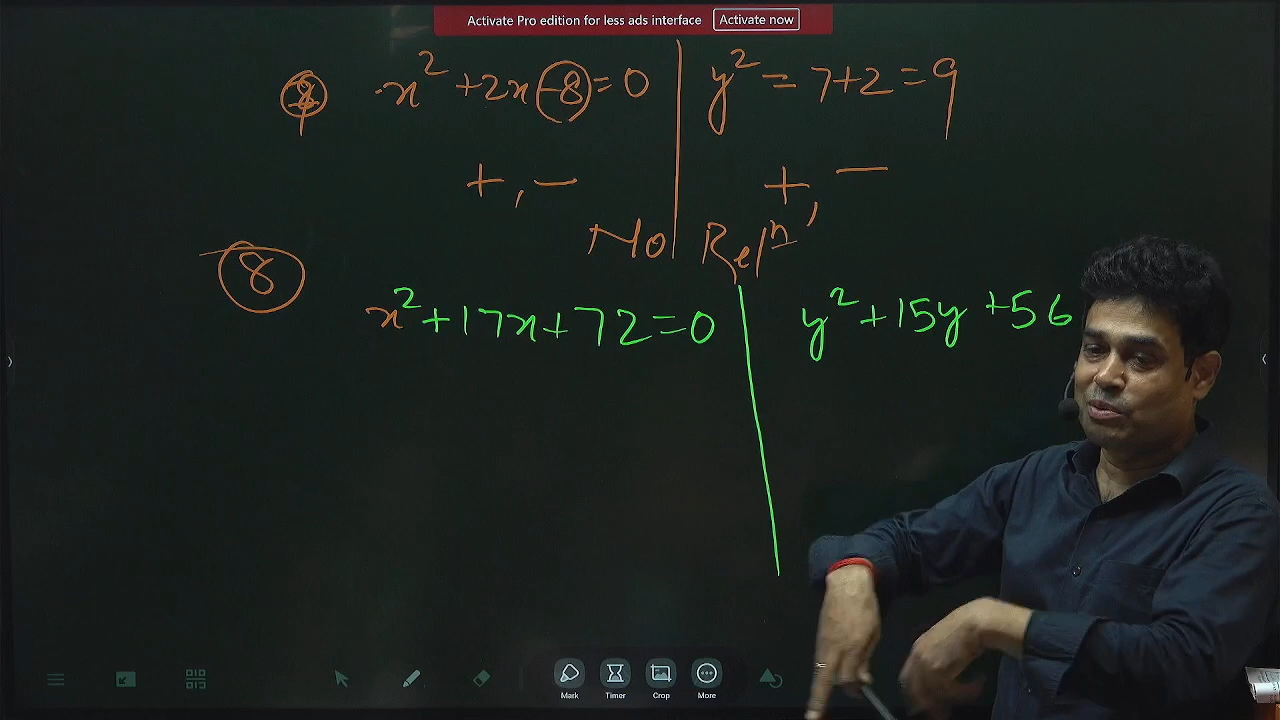 Activate Pro edition for less ads interface Activate now
x² + 2x - 8 = 0 y² = 7 + 2 = 9
+, - +, -
No Relⁿ
8
x² + 17x + 72 = 0 y² + 15y + 56
Mark Timer Crop More